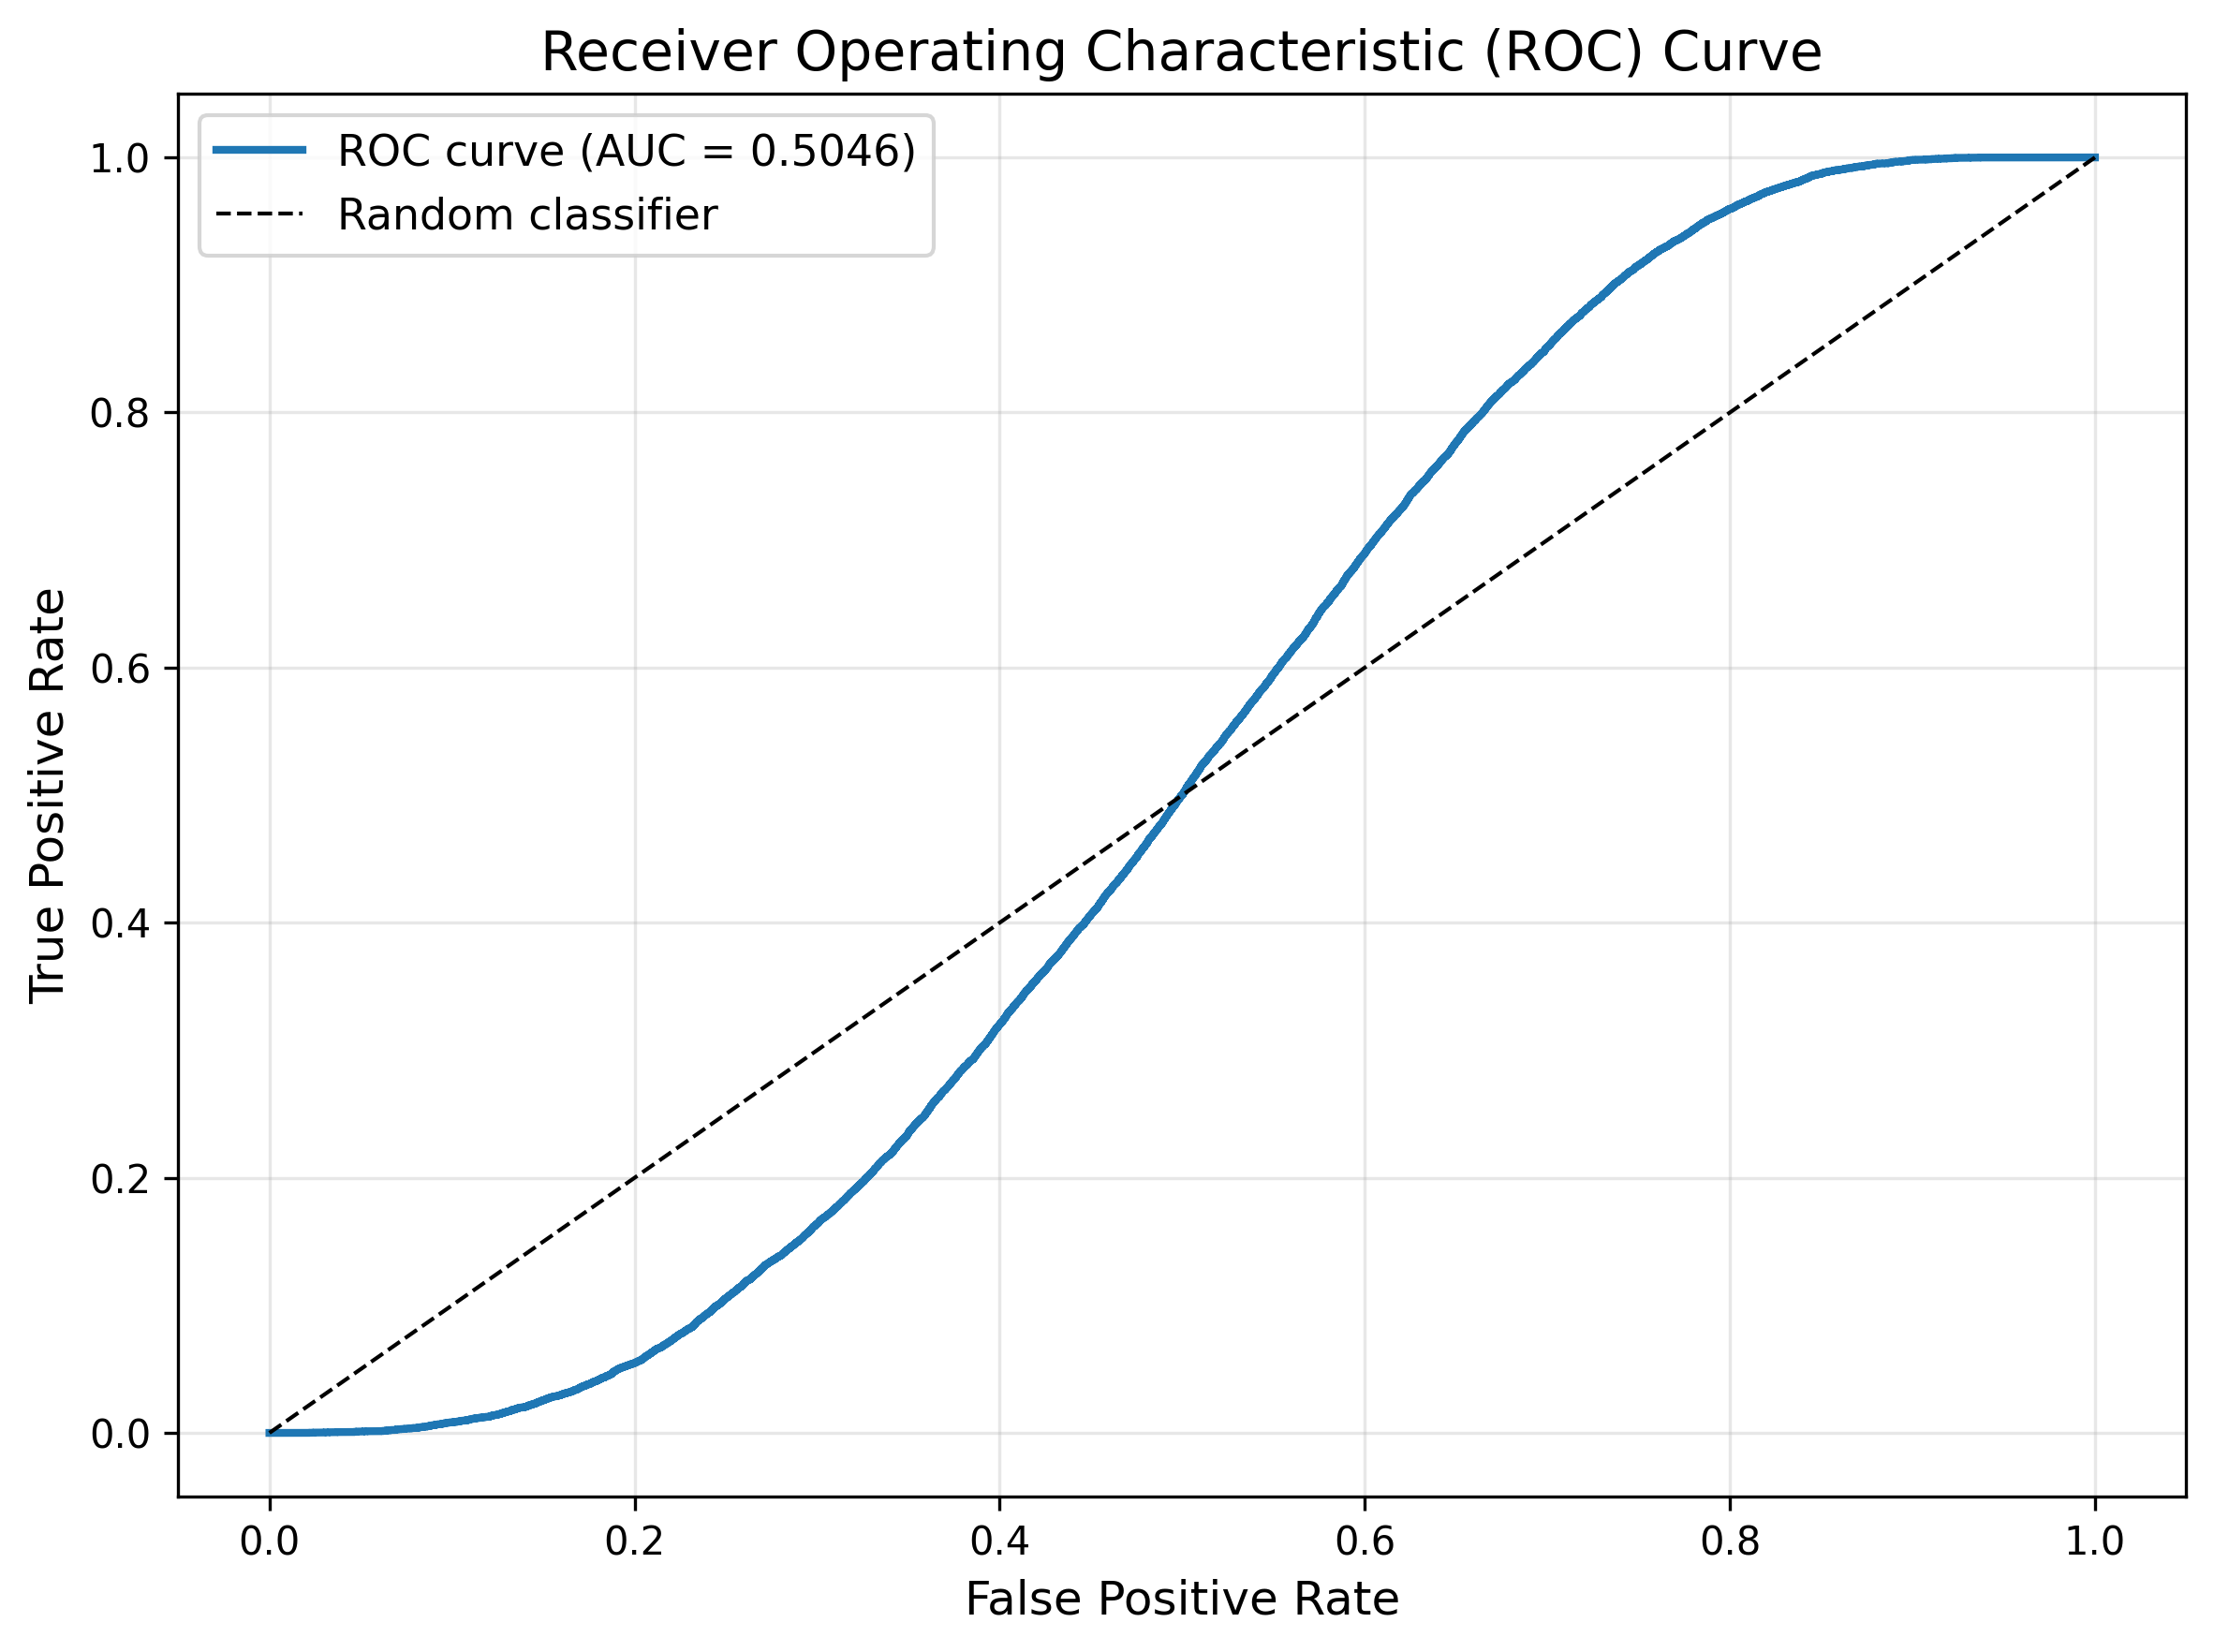 Receiver Operating Characteristic (ROC) Curve
ROC curve (AUC = 0.5046)
Random classifier
True Positive Rate
1.0
0.8
0.6
0.4
0.2
0.0
0.0 0.2 0.4 0.6 0.8 1.0
False Positive Rate